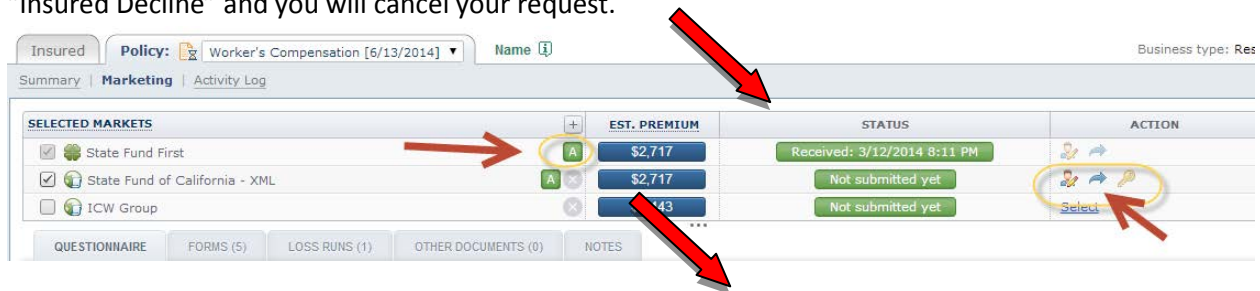 "Insured Decline" and you will cancel your request.
Insured Policy: Worker's Compensation [6/13/2014] Name Business type: Res
Summary | Marketing | Activity Log
SELECTED MARKETS + EST. PREMIUM STATUS ACTION
State Fund First A $2,717 Received: 3/12/2014 8:11 PM
State Fund of California - XML A $2,717 Not submitted yet
ICW Group 143 Not submitted yet Select
QUESTIONNAIRE FORMS (5) LOSS RUNS (1) OTHER DOCUMENTS (0) NOTES